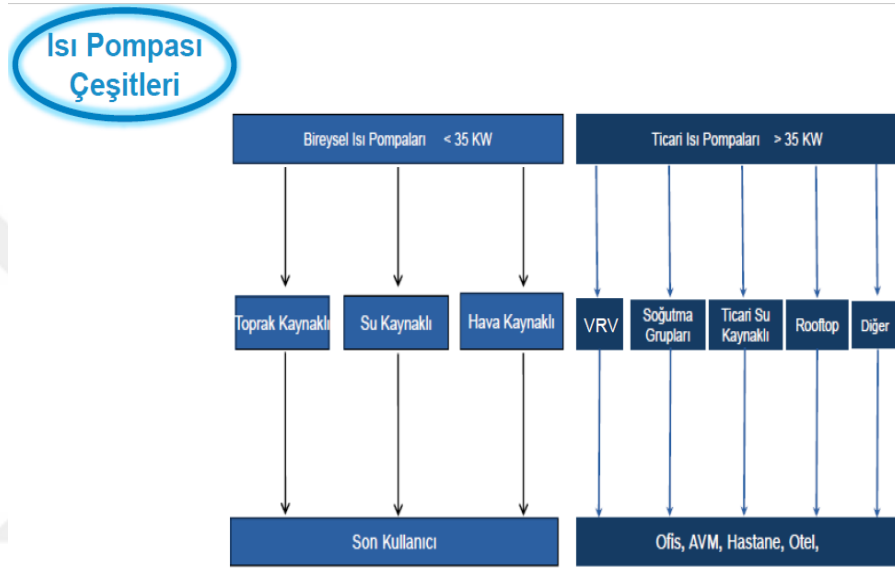 Isı Pompası
Çeşitleri
Bireysel Isı Pompaları < 35 KW
Ticari Isı Pompaları > 35 KW
Toprak Kaynaklı
Su Kaynaklı
Hava Kaynaklı
VRV
Soğutma
Grupları
Ticari Su
Kaynaklı
Rooftop
Diğer
Son Kullanıcı
Ofis, AVM, Hastane, Otel,